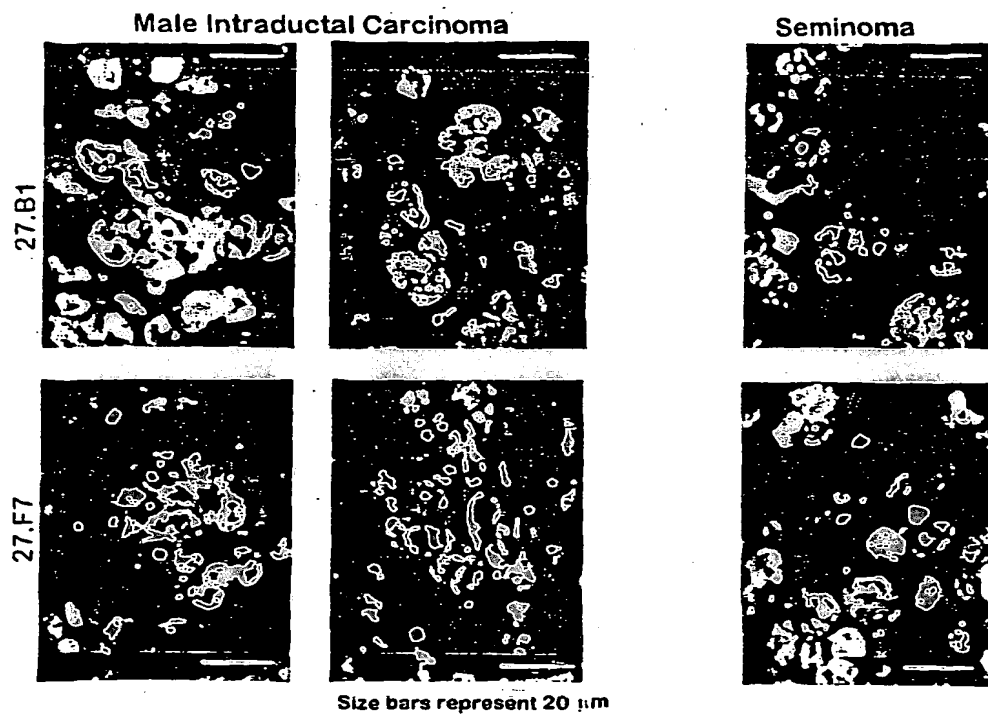 Male Intraductal Carcinoma
Seminoma
27.B1
27.F7
Size bars represent 20 µm